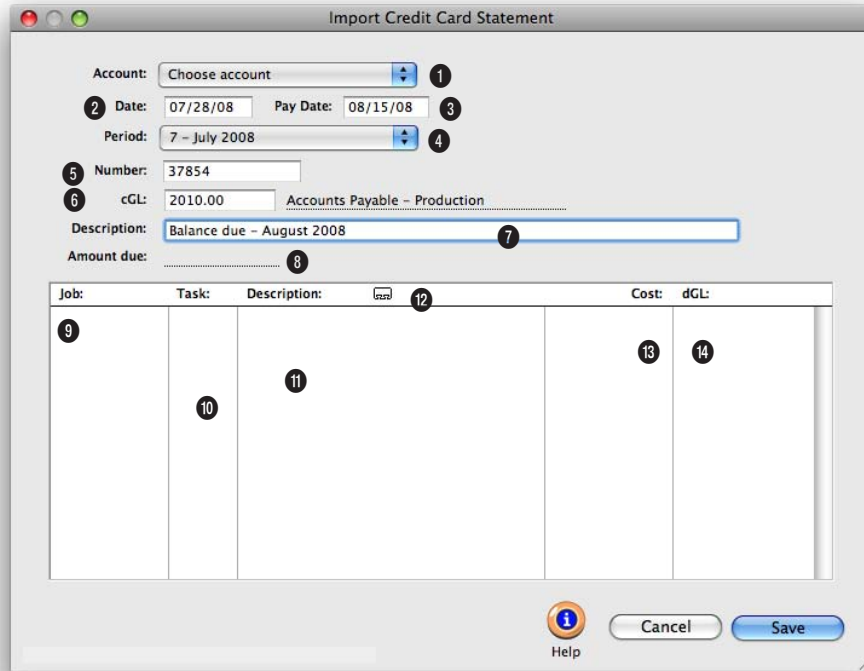 Import Credit Card Statement
Account: Choose account 1
2 Date: 07/28/08 Pay Date: 08/15/08 3
Period: 7 – July 2008 4
5 Number: 37854
6 cGL: 2010.00 Accounts Payable – Production
Description: Balance due – August 2008 7
Amount due: 8
Job: Task: Description: 12 Cost: dGL:
9
13 14
11
10
Help Cancel Save